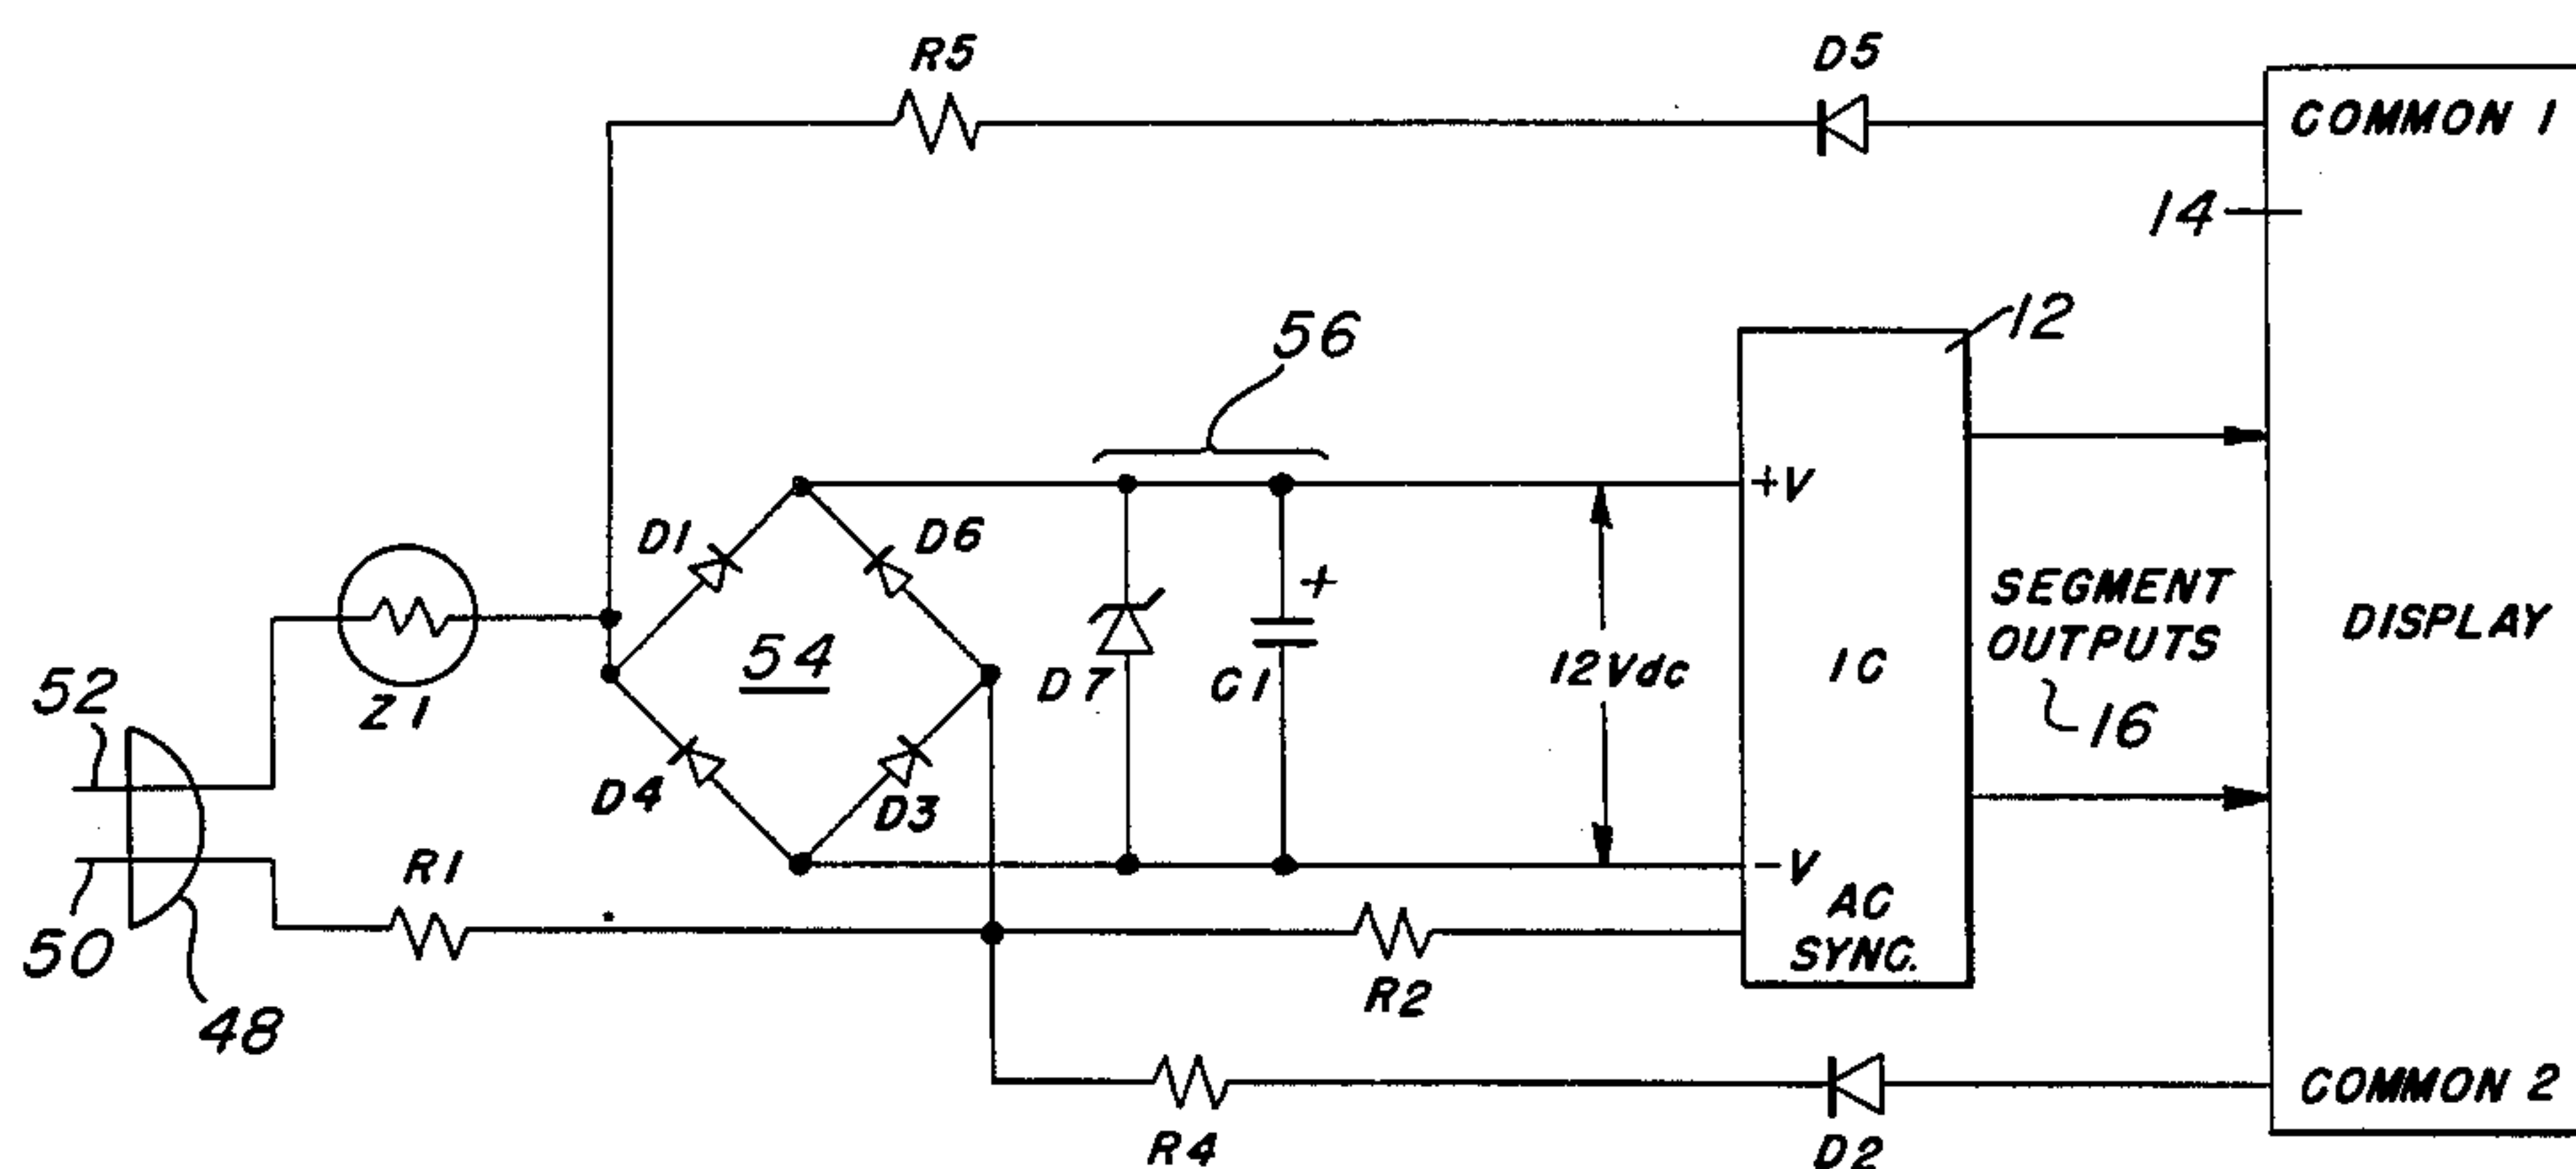 R5
D5
COMMON 1
14
56
12
+V
D1
D6
+
SEGMENT
OUTPUTS
16
DISPLAY
54
D7
C1
12Vdc
IC
52
Z1
D4
D3
-V
AC
SYNC.
R1
50
48
R2
COMMON 2
R4
D2